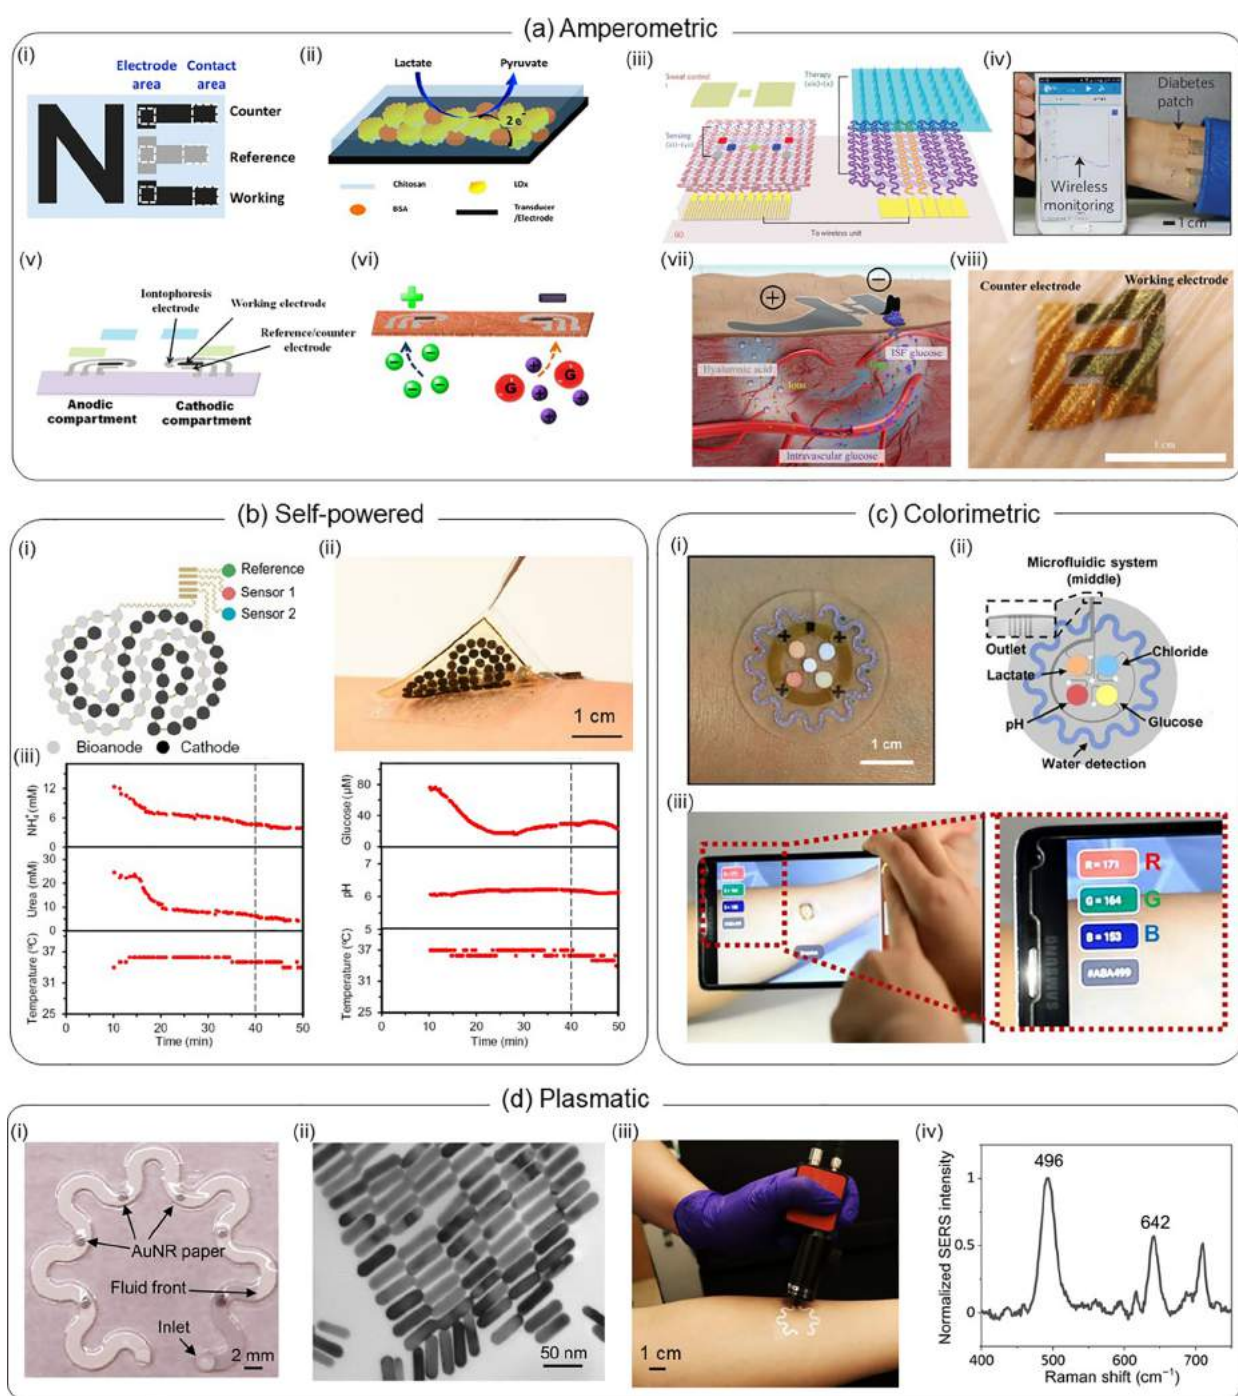 (a) Amperometric
(i)
Electrode area
Contact area
N
Counter
Reference
Working
(ii)
Lactate
Pyruvate
2 e⁻
Chitosan
LOx
BSA
Transducer /Electrode
(iii)
Sweat control
i
Sensing
Therapy
To wireless unit
(iv)
Diabetes patch
Wireless monitoring
1 cm
(v)
Iontophoresis electrode
Working electrode
Reference/counter electrode
Anodic compartment
Cathodic compartment
(vi)
G
G
(vii)
ISF glucose
Hyaluronic acid
Ions
Intravascular glucose
(viii)
Counter electrode
Working electrode
1 cm
(b) Self-powered
(i)
Reference
Sensor 1
Sensor 2
Bioanode
Cathode
(ii)
1 cm
(iii)
NH₄⁺ (mM)
12
6
0
Urea (mM)
30
20
10
0
Temperature (°C)
37
31
25
0 10 20 30 40 50
Time (min)
Glucose (µM)
80
40
0
pH
7
6
5
Temperature (°C)
37
31
25
0 10 20 30 40 50
Time (min)
(c) Colorimetric
(i)
1 cm
(ii)
Microfluidic system (middle)
Outlet
Chloride
Lactate
pH
Glucose
Water detection
(iii)
R = 171 R
G = 164 G
B = 153 B
#ABA499
SAMSUNG
(d) Plasmatic
(i)
AuNR paper
Fluid front
Inlet
2 mm
(ii)
50 nm
(iii)
1 cm
(iv)
Normalized SERS intensity
496
642
1
0.5
0
400 500 600 700
Raman shift (cm⁻¹)